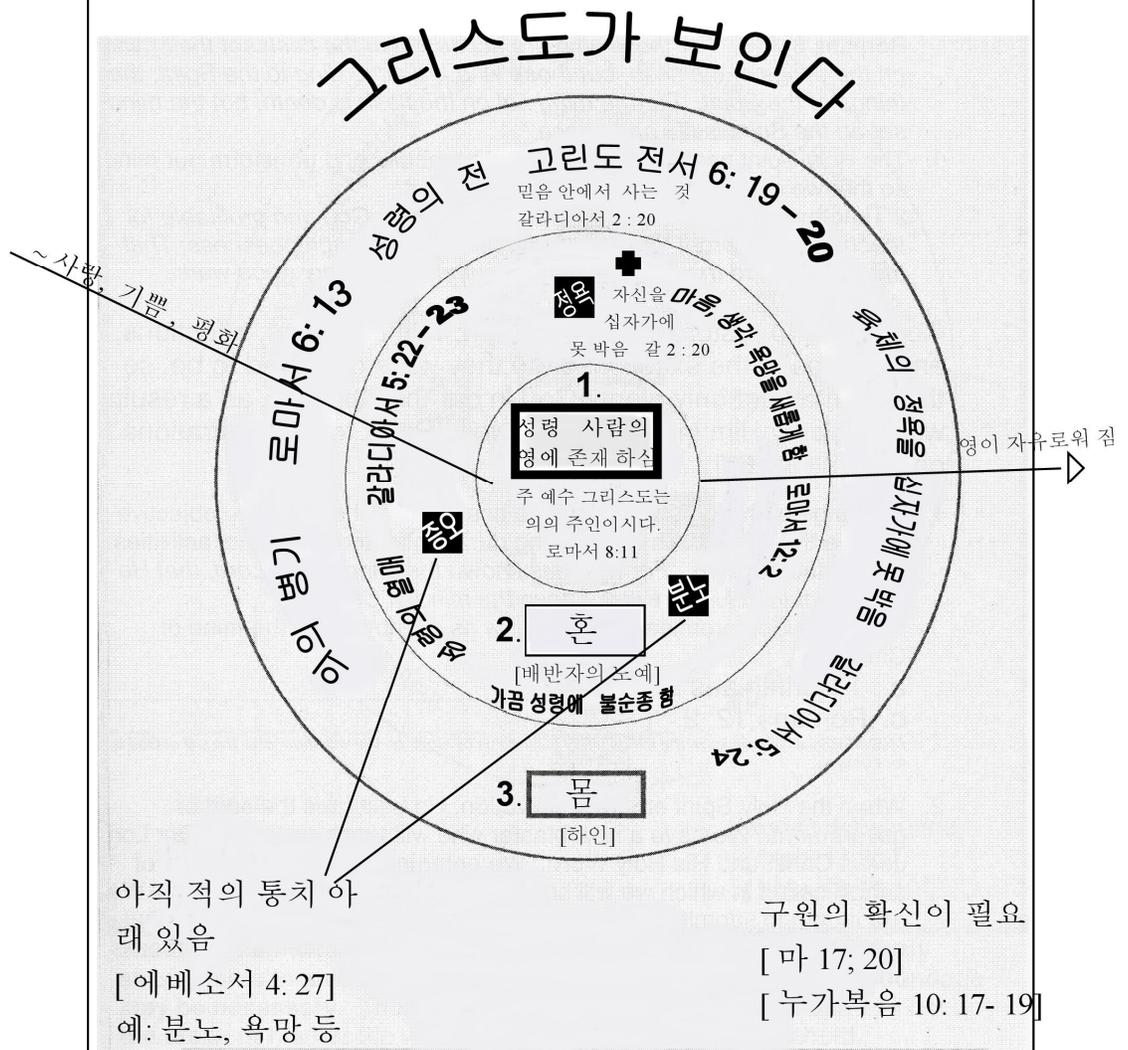 그리스도가 보인다
성령의 전 고린도 전서 6: 19 – 20
믿음 안에서 사는 것
갈라디아서 2 : 20
~ 사랑, 기쁨, 평화
의의 병기 로마서 6: 13
육체의 정욕을 십자가에 못 박음 갈라디아서 5:24
성령의 열매 갈라디아서 5: 22 – 23
정욕
자신을
십자가에
못 박음 갈 2 : 20
마음, 생각, 욕망을 새롭게 함 로마서 12:2
1.
성령 사람의
영에 존재 하심
주 예수 그리스도는
의의 주인이시다.
로마서 8:11
영이 자유로워 짐
증오
분노
2. 혼
[배반자의 노예]
가끔 성령에 불순종 함
3. 몸
[하인]
아직 적의 통치 아
래 있음
[ 에베소서 4: 27]
예: 분노, 욕망 등
구원의 확신이 필요
[ 마 17; 20]
[ 누가복음 10: 17- 19]